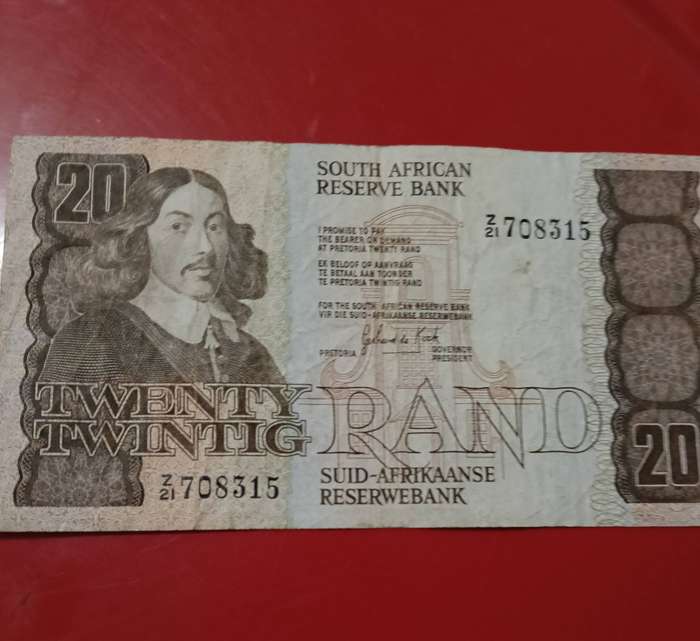 20
SOUTH AFRICAN
RESERVE BANK
Z/21 708315
I PROMISE TO PAY
THE BEARER ON DEMAND
AT PRETORIA TWENTY RAND
EK BELOOF OP AANVRAAG
TE BETAAL AAN TOONDER
TE PRETORIA TWINTIG RAND
FOR THE SOUTH AFRICAN RESERVE BANK
VIR DIE SUID-AFRIKAANSE RESERWEBANK
PRETORIA
GOVERNOR
PRESIDENT
TWENTY
TWINTIG
RAND
Z/21 708315
SUID-AFRIKAANSE
RESERWEBANK
20